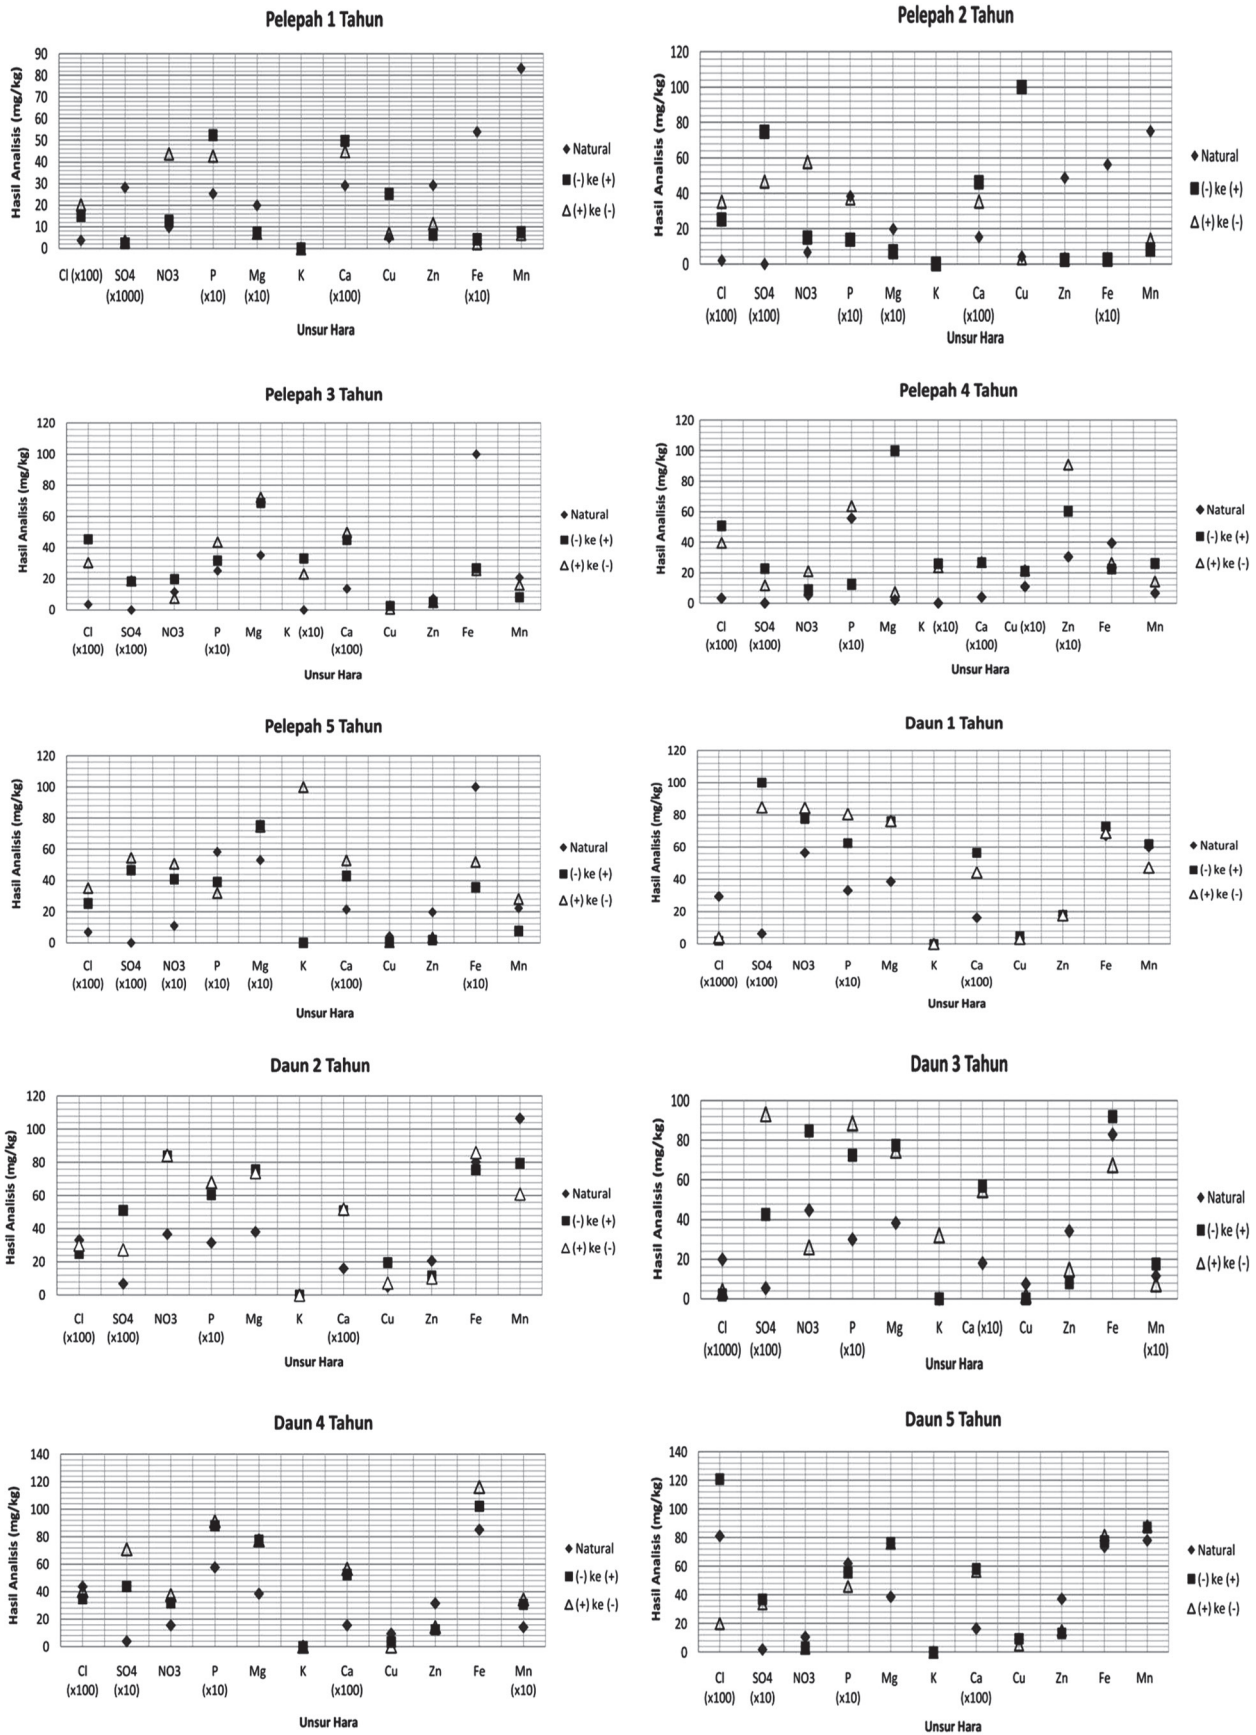 Pelepah 1 Tahun
Hasil Analisis (mg/kg)
90
80
70
60
50
40
30
20
10
0
Cl (x100) SO4 NO3 P Mg K Ca Cu Zn Fe Mn
(x1000) (x10) (x10) (x100) (x10)
Unsur Hara
Natural
(-) ke (+)
(+) ke (-)
Pelepah 2 Tahun
Hasil Analisis (mg/kg)
120
100
80
60
40
20
0
Cl SO4 NO3 P Mg K Ca Cu Zn Fe Mn
(x100) (x100) (x10) (x10) (x100) (x10)
Unsur Hara
Natural
(-) ke (+)
(+) ke (-)
Pelepah 3 Tahun
Hasil Analisis (mg/kg)
120
100
80
60
40
20
0
Cl SO4 NO3 P Mg K (x10) Ca Cu Zn Fe Mn
(x100) (x100) (x10) (x100)
Unsur Hara
Natural
(-) ke (+)
(+) ke (-)
Pelepah 4 Tahun
Hasil Analisis (mg/kg)
120
100
80
60
40
20
0
Cl SO4 NO3 P Mg K (x10) Ca Cu (x10) Zn Fe Mn
(x100) (x100) (x10) (x100) (x10)
Unsur Hara
Natural
(-) ke (+)
(+) ke (-)
Pelepah 5 Tahun
Hasil Analisis (mg/kg)
120
100
80
60
40
20
0
Cl SO4 NO3 P Mg K Ca Cu Zn Fe Mn
(x100) (x100) (x10) (x10) (x10) (x100) (x10)
Unsur Hara
Natural
(-) ke (+)
(+) ke (-)
Daun 1 Tahun
Hasil Analisis (mg/kg)
120
100
80
60
40
20
0
Cl SO4 NO3 P Mg K Ca Cu Zn Fe Mn
(x1000) (x100) (x10) (x100)
Unsur Hara
Natural
(-) ke (+)
(+) ke (-)
Daun 2 Tahun
Hasil Analisis (mg/kg)
120
100
80
60
40
20
0
Cl SO4 NO3 P Mg K Ca Cu Zn Fe Mn
(x100) (x100) (x10) (x100)
Unsur Hara
Natural
(-) ke (+)
(+) ke (-)
Daun 3 Tahun
Hasil Analisis (mg/kg)
100
80
60
40
20
0
Cl SO4 NO3 P Mg K Ca (x10) Cu Zn Fe Mn
(x1000) (x100) (x10) (x10)
Unsur Hara
Natural
(-) ke (+)
(+) ke (-)
Daun 4 Tahun
Hasil Analisis (mg/kg)
140
120
100
80
60
40
20
0
Cl SO4 NO3 P Mg K Ca Cu Zn Fe Mn
(x100) (x10) (x10) (x100) (x10)
Unsur Hara
Natural
(-) ke (+)
(+) ke (-)
Daun 5 Tahun
Hasil Analisis (mg/kg)
140
120
100
80
60
40
20
0
Cl SO4 NO3 P Mg K Ca Cu Zn Fe Mn
(x100) (x10) (x10) (x100)
Unsur Hara
Natural
(-) ke (+)
(+) ke (-)